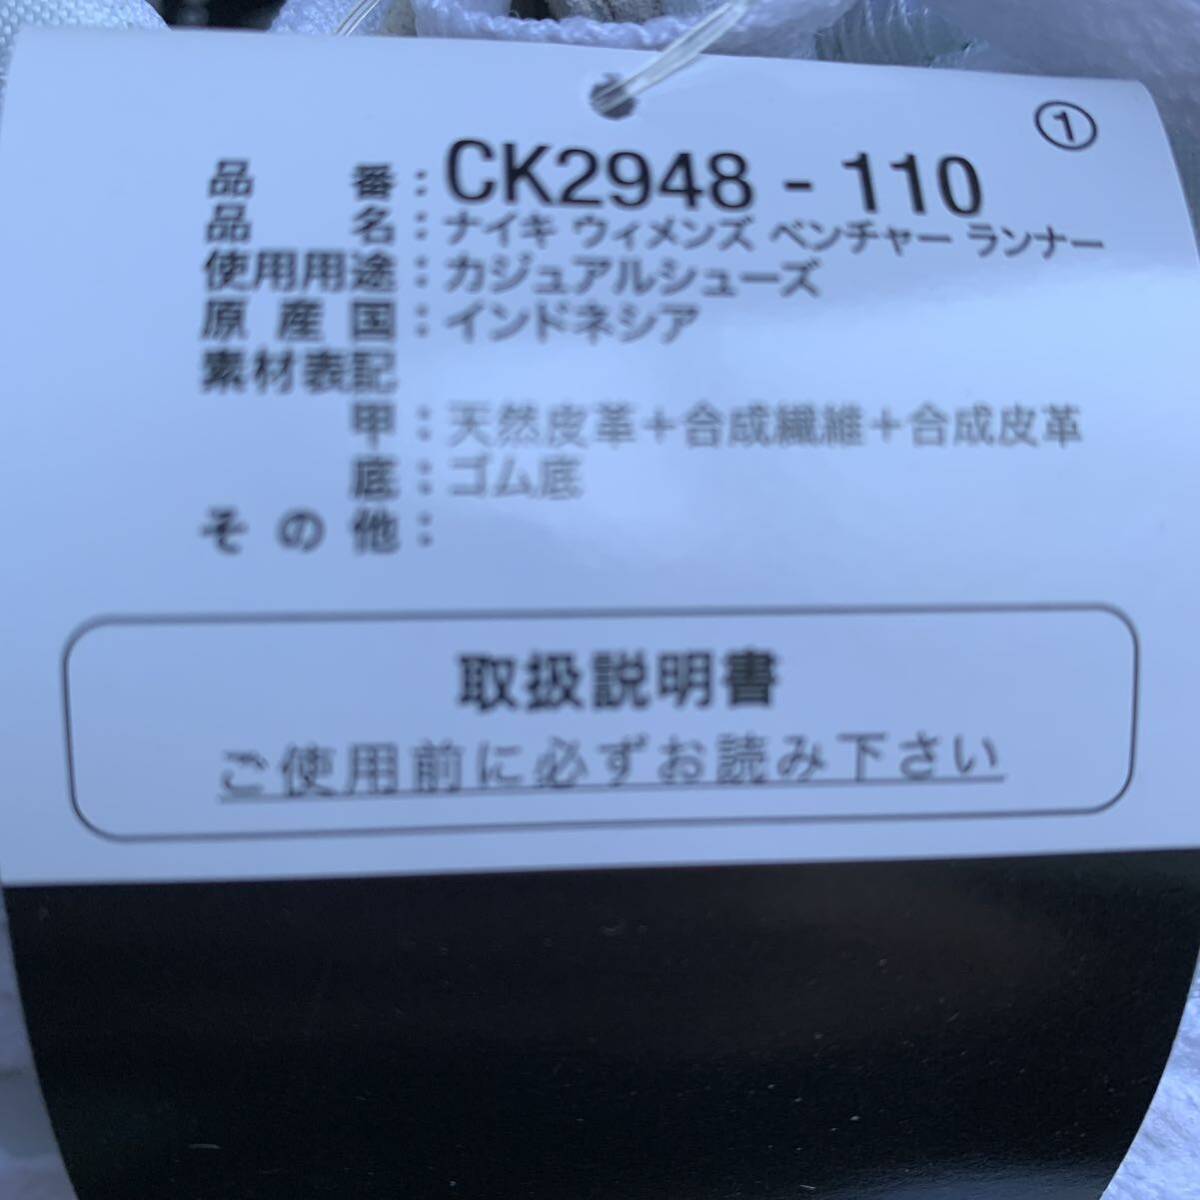 ①
品番：CK2948 - 110
品名：ナイキ ウィメンズ ベンチャー ランナー
使用用途：カジュアルシューズ
原産国：インドネシア
素材表記
甲：天然皮革＋合成繊維＋合成皮革
底：ゴム底
その他：
取扱説明書
ご使用前に必ずお読み下さい